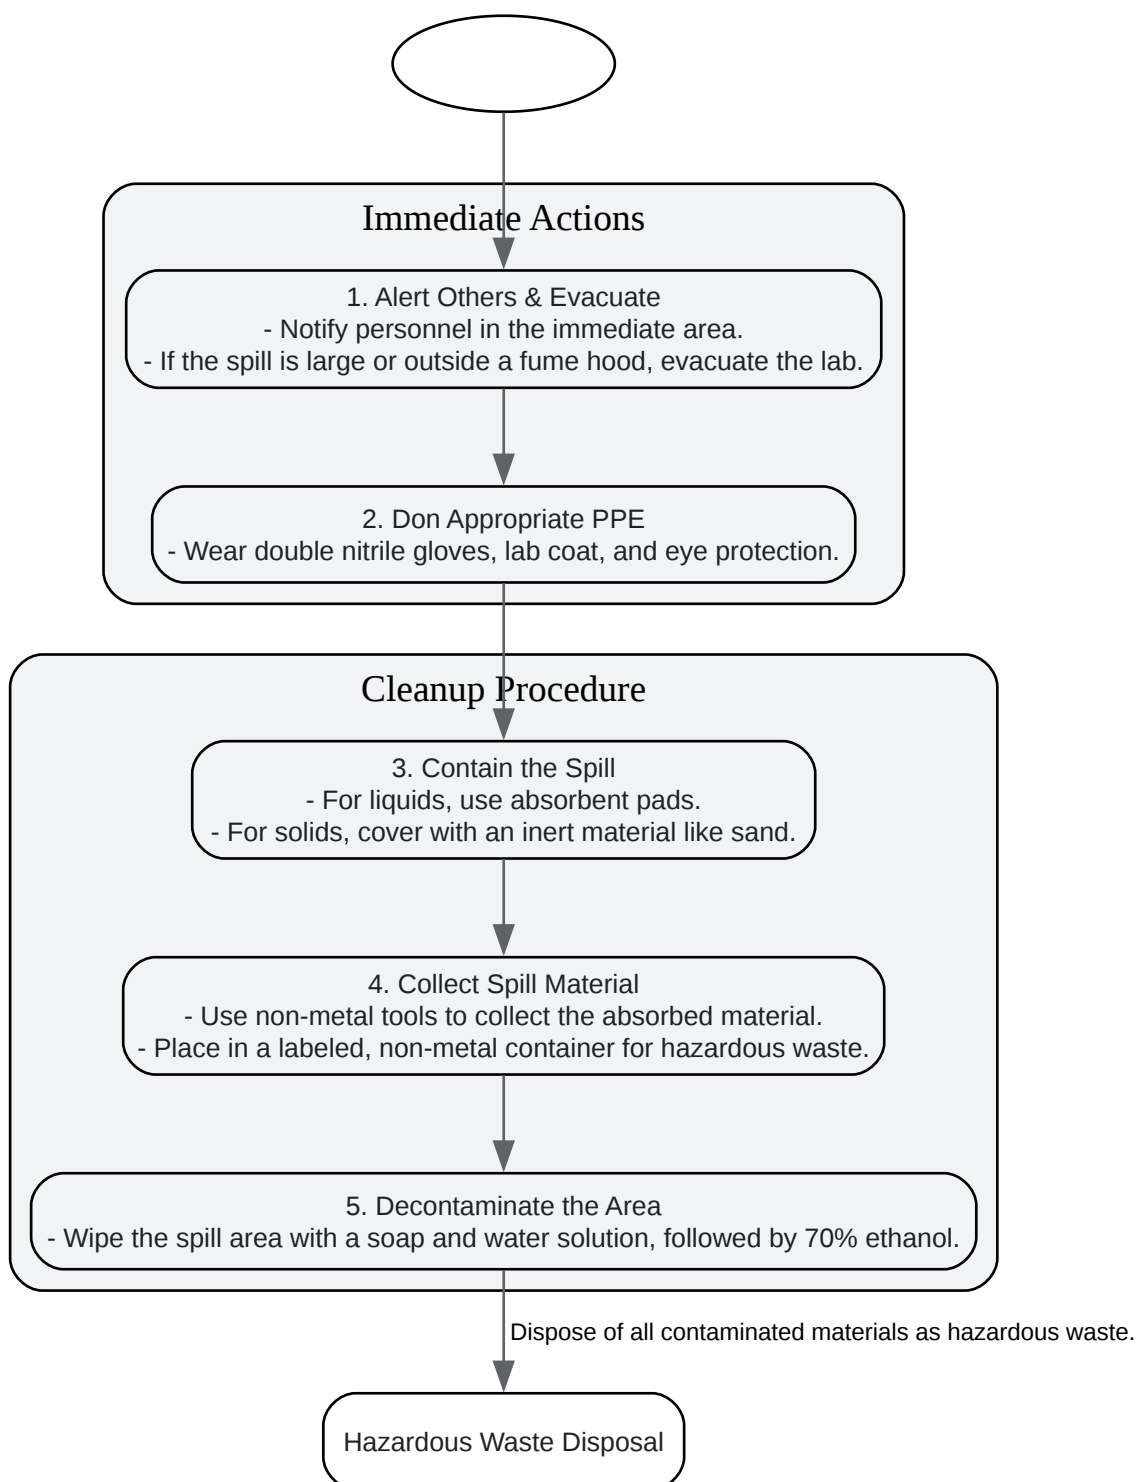 Immediate Actions
1. Alert Others & Evacuate
- Notify personnel in the immediate area.
- If the spill is large or outside a fume hood, evacuate the lab.
2. Don Appropriate PPE
- Wear double nitrile gloves, lab coat, and eye protection.
Cleanup Procedure
3. Contain the Spill
- For liquids, use absorbent pads.
- For solids, cover with an inert material like sand.
4. Collect Spill Material
- Use non-metal tools to collect the absorbed material.
- Place in a labeled, non-metal container for hazardous waste.
5. Decontaminate the Area
- Wipe the spill area with a soap and water solution, followed by 70% ethanol.
Dispose of all contaminated materials as hazardous waste.
Hazardous Waste Disposal